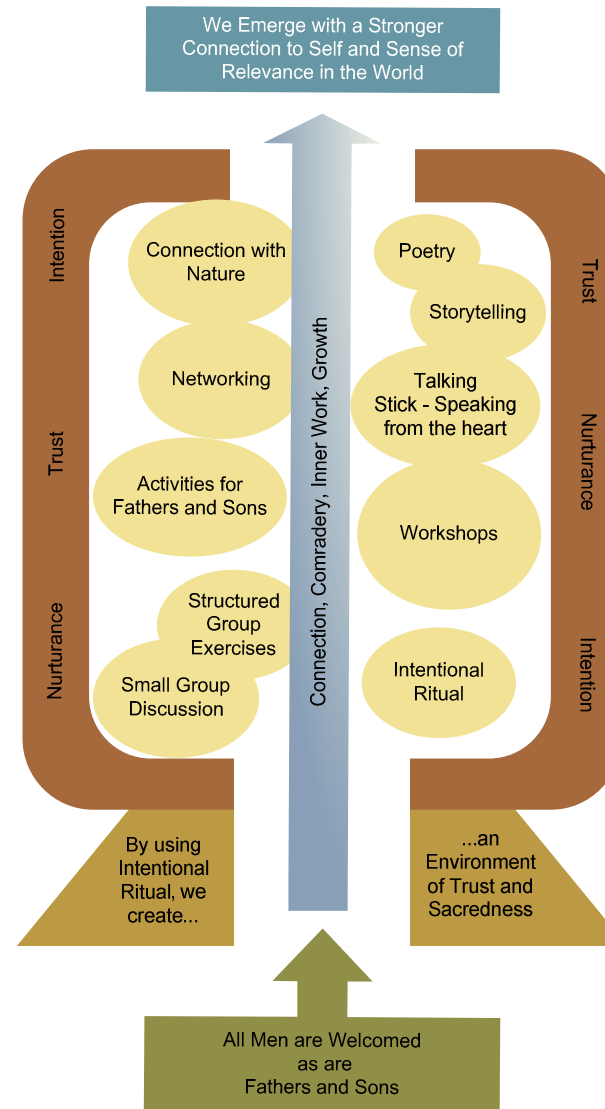 We Emerge with a Stronger
Connection to Self and Sense of
Relevance in the World
Intention
Trust
Nurturance
Connection with
Nature
Networking
Activities for
Fathers and Sons
Structured
Group
Exercises
Small Group
Discussion
Connection, Comradery, Inner Work, Growth
Poetry
Storytelling
Talking
Stick - Speaking
from the heart
Workshops
Intentional
Ritual
Trust
Nurturance
Intention
By using
Intentional
Ritual, we
create...
...an
Environment
of Trust and
Sacredness
All Men are Welcomed
as are
Fathers and Sons